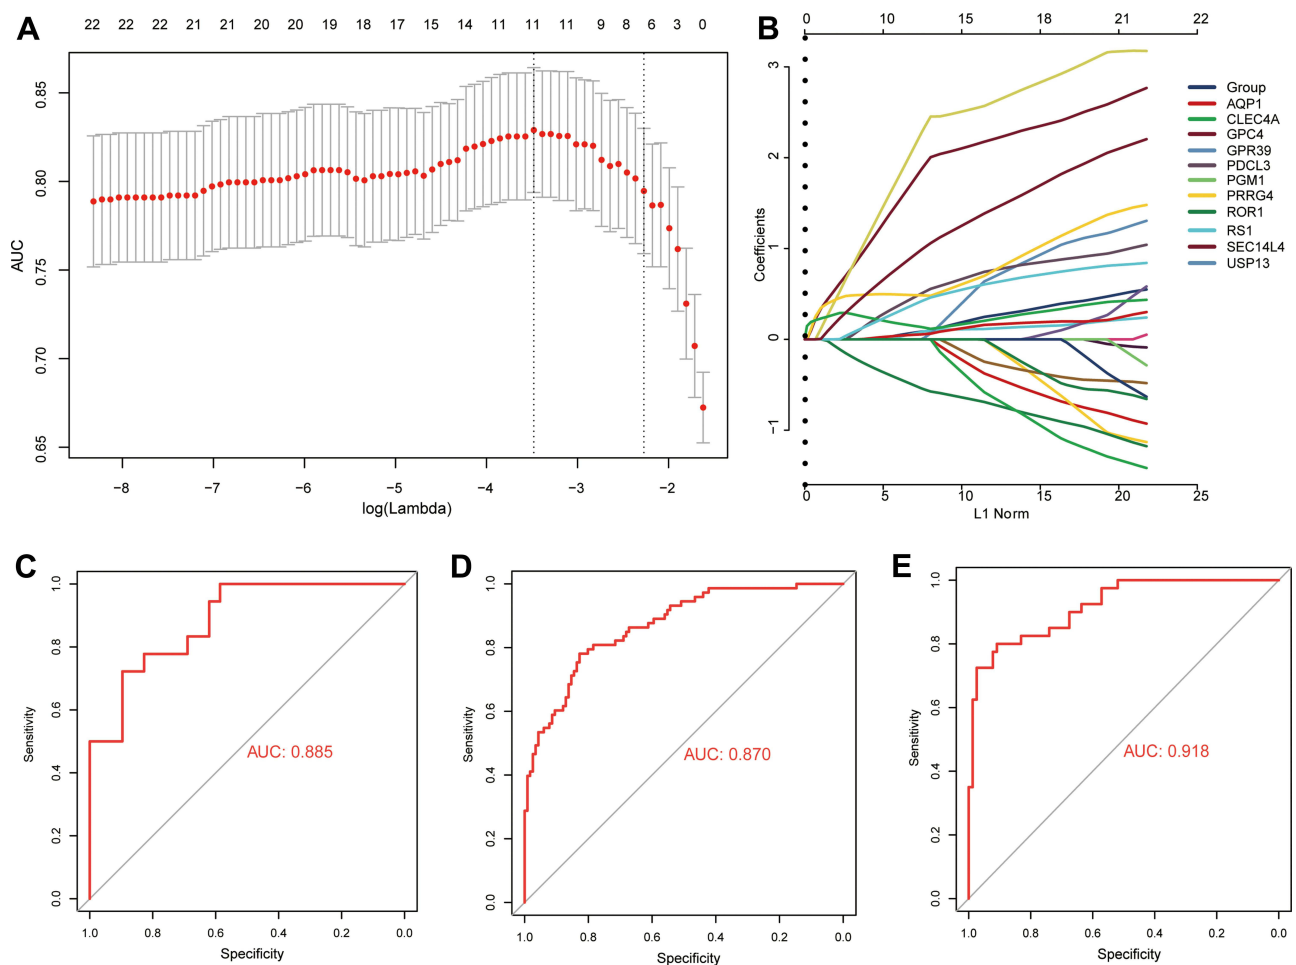 A
22 22 22 21 21 20 20 19 18 17 15 14 11 11 11 9 8 6 3 0
AUC
0.85
0.80
0.75
0.70
0.65
−8 −7 −6 −5 −4 −3 −2
log(Lambda)
B
0 10 15 18 21 22
Coefficients
3
2
1
0
−1
0 5 10 15 20 25
L1 Norm
Group
AQP1
CLEC4A
GPC4
GPR39
PDCL3
PGM1
PRRG4
ROR1
RS1
SEC14L4
USP13
C
Sensitivity
1.0
0.8
0.6
0.4
0.2
0.0
AUC: 0.885
1.0 0.8 0.6 0.4 0.2 0.0
Specificity
D
Sensitivity
1.0
0.8
0.6
0.4
0.2
0.0
AUC: 0.870
1.0 0.8 0.6 0.4 0.2 0.0
Specificity
E
Sensitivity
1.0
0.8
0.6
0.4
0.2
0.0
AUC: 0.918
1.0 0.8 0.6 0.4 0.2 0.0
Specificity